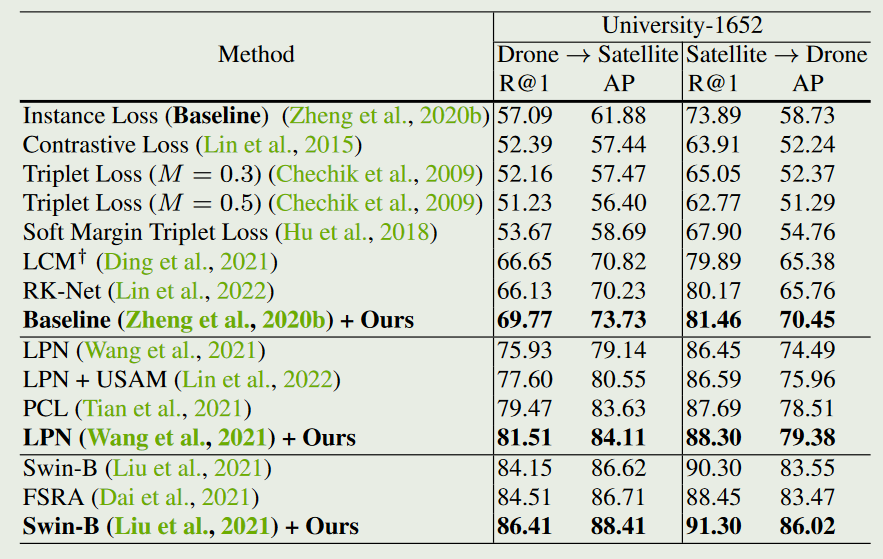 University-1652
Method
Drone → Satellite Satellite → Drone
R@1 AP R@1 AP
Instance Loss (Baseline) (Zheng et al., 2020b) 57.09 61.88 73.89 58.73
Contrastive Loss (Lin et al., 2015) 52.39 57.44 63.91 52.24
Triplet Loss (M = 0.3) (Chechik et al., 2009) 52.16 57.47 65.05 52.37
Triplet Loss (M = 0.5) (Chechik et al., 2009) 51.23 56.40 62.77 51.29
Soft Margin Triplet Loss (Hu et al., 2018) 53.67 58.69 67.90 54.76
LCM† (Ding et al., 2021) 66.65 70.82 79.89 65.38
RK-Net (Lin et al., 2022) 66.13 70.23 80.17 65.76
Baseline (Zheng et al., 2020b) + Ours 69.77 73.73 81.46 70.45
LPN (Wang et al., 2021) 75.93 79.14 86.45 74.49
LPN + USAM (Lin et al., 2022) 77.60 80.55 86.59 75.96
PCL (Tian et al., 2021) 79.47 83.63 87.69 78.51
LPN (Wang et al., 2021) + Ours 81.51 84.11 88.30 79.38
Swin-B (Liu et al., 2021) 84.15 86.62 90.30 83.55
FSRA (Dai et al., 2021) 84.51 86.71 88.45 83.47
Swin-B (Liu et al., 2021) + Ours 86.41 88.41 91.30 86.02